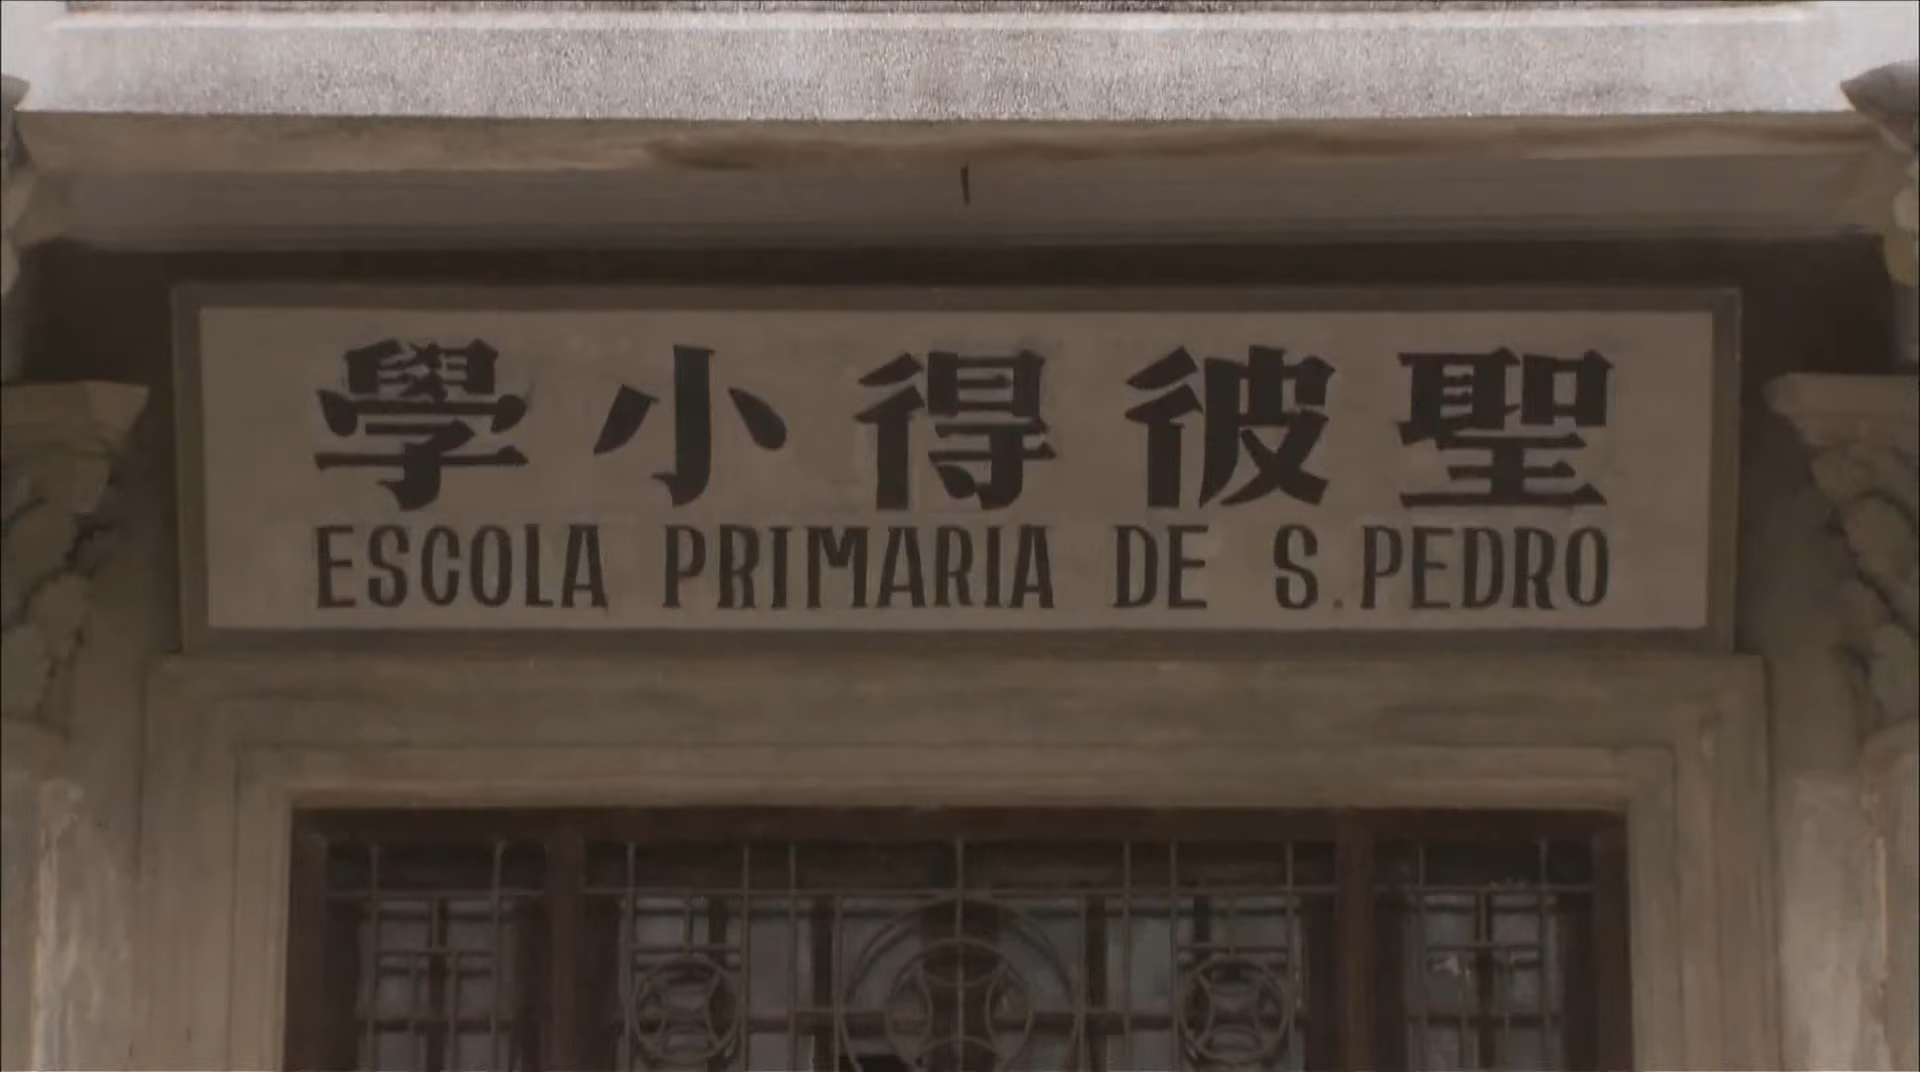 聖彼得小學
ESCOLA PRIMARIA DE S. PEDRO